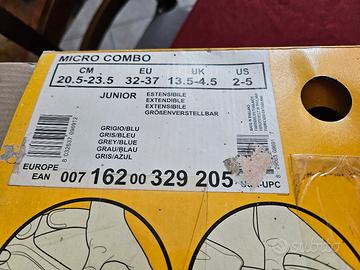 MICRO COMBO
CM EU UK US
20.5-23.5 32-37 13.5-4.5 2-5
JUNIOR
ESTENSIBILE
EXTENDIBLE
EXTENSIBLE
GRÖSENVERSTELLBAR
GRIGIO/BLU
GRIS/BLEU
GREY/BLUE
GRAU/BLAU
GRIS/AZUL
EUROPE
EAN
007 162 00 329 205
UPC
subito